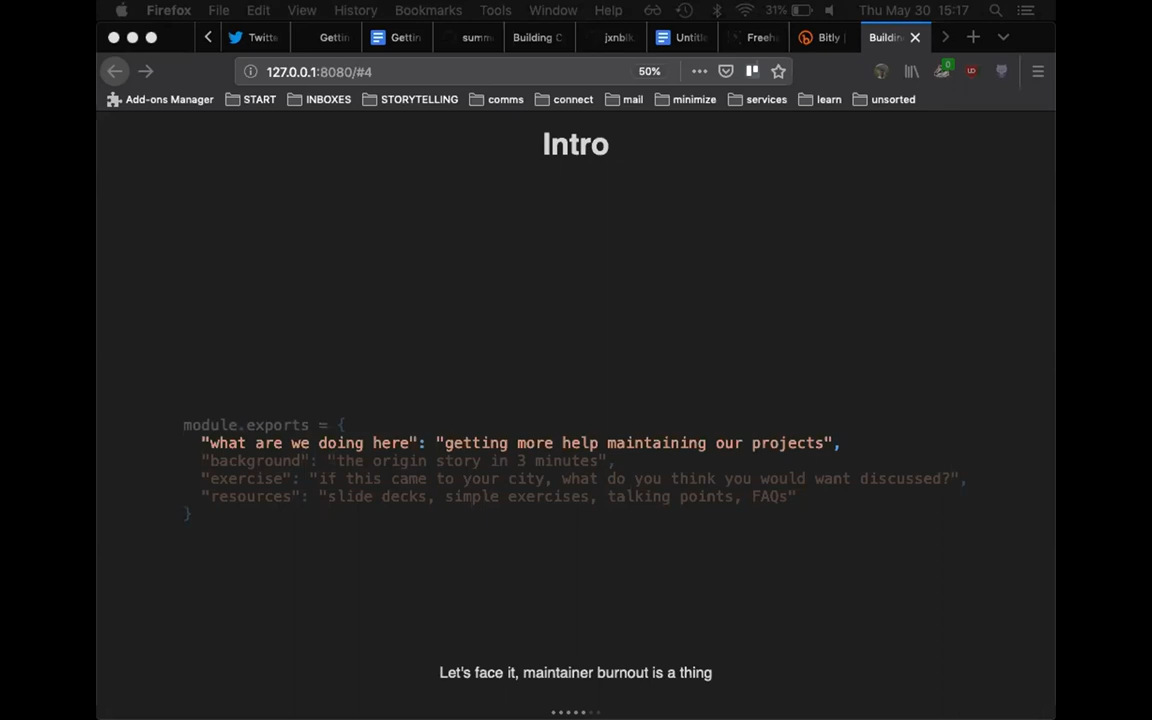 Firefox File Edit View History Bookmarks Tools Window Help 31% Thu May 30 15:17
Twitte Gettin Gettin summ Building C jxnblk. Untitle Freeh Bitly | Buildin
127.0.0.1:8080/#4 50% 0
Add-ons Manager START INBOXES STORYTELLING comms connect mail minimize services learn unsorted
Intro
module.exports = {
"what are we doing here": "getting more help maintaining our projects",
"background": "the origin story in 3 minutes",
"exercise": "if this came to your city, what do you think you would want discussed?",
"resources": "slide decks, simple exercises, talking points, FAQs"
}
Let's face it, maintainer burnout is a thing